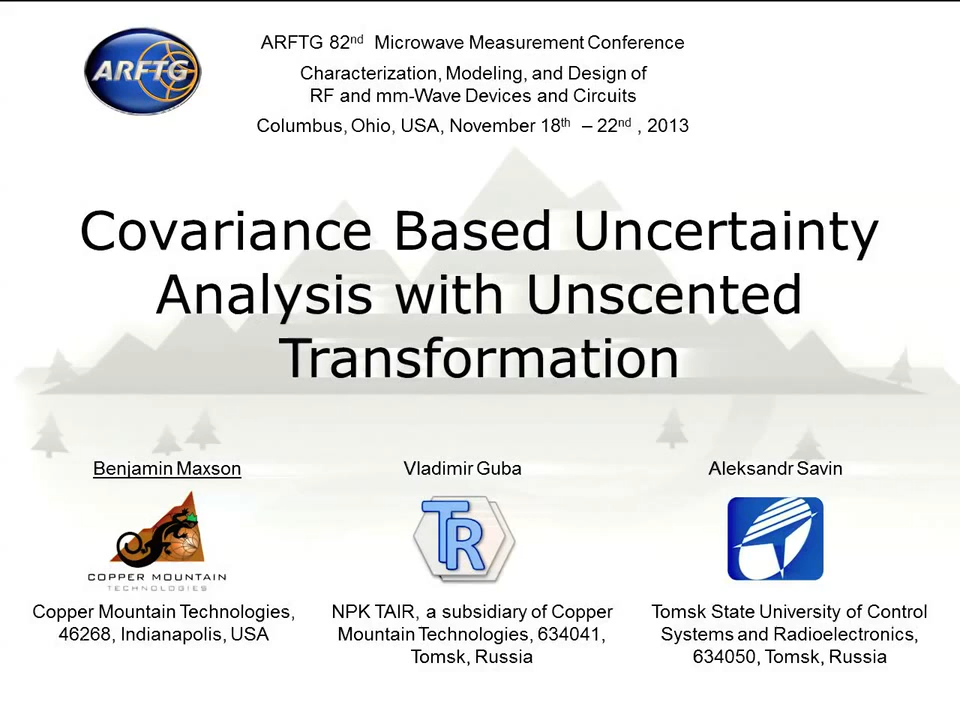 ARFTG
ARFTG 82nd Microwave Measurement Conference
Characterization, Modeling, and Design of
RF and mm-Wave Devices and Circuits
Columbus, Ohio, USA, November 18th – 22nd , 2013
Covariance Based Uncertainty
Analysis with Unscented
Transformation
Benjamin Maxson
COPPER MOUNTAIN
TECHNOLOGIES
Copper Mountain Technologies,
46268, Indianapolis, USA
Vladimir Guba
TR
NPK TAIR, a subsidiary of Copper
Mountain Technologies, 634041,
Tomsk, Russia
Aleksandr Savin
Tomsk State University of Control
Systems and Radioelectronics,
634050, Tomsk, Russia